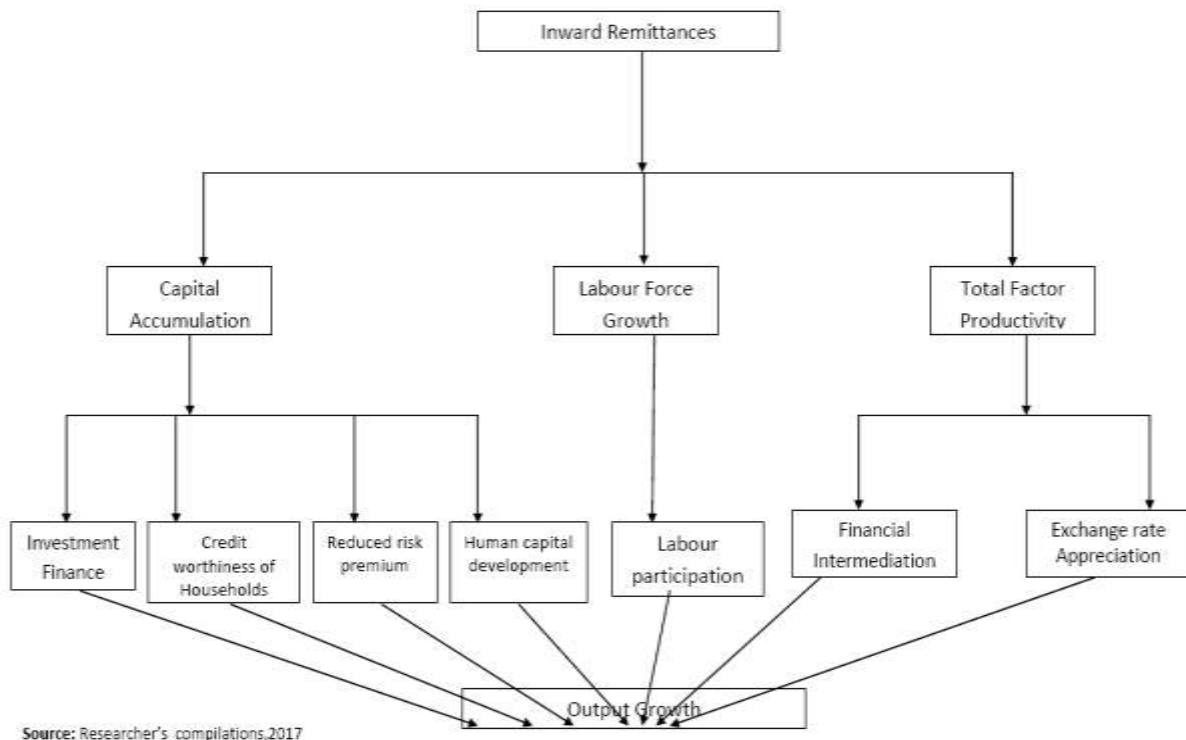 Inward Remittances
Capital
Accumulation
Labour Force
Growth
Total Factor
Productivity
Investment
Finance
Credit
worthiness of
Households
Reduced risk
premium
Human capital
development
Labour
participation
Financial
Intermediation
Exchange rate
Appreciation
Output Growth
Source: Researcher's compilations,2017